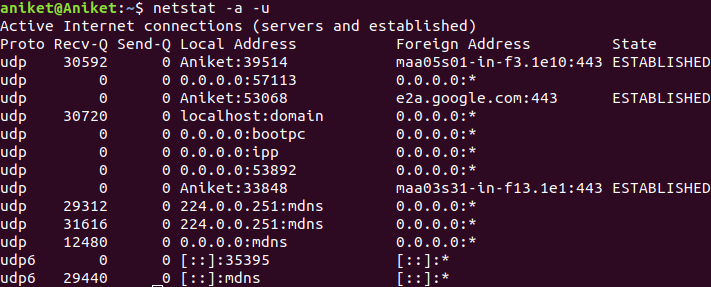 aniket@Aniket:~$ netstat -a -u
Active Internet connections (servers and established)
Proto Recv-Q Send-Q Local Address           Foreign Address         State
udp    30592      0 Aniket:39514            maa05s01-in-f3.1e10:443 ESTABLISHED
udp        0      0 0.0.0.0:57113           0.0.0.0:*
udp        0      0 Aniket:53068            e2a.google.com:443      ESTABLISHED
udp    30720      0 localhost:domain        0.0.0.0:*
udp        0      0 0.0.0.0:bootpc          0.0.0.0:*
udp        0      0 0.0.0.0:ipp             0.0.0.0:*
udp        0      0 0.0.0.0:53892           0.0.0.0:*
udp        0      0 Aniket:33848            maa03s31-in-f13.1e1:443 ESTABLISHED
udp    29312      0 224.0.0.251:mdns        0.0.0.0:*
udp    31616      0 224.0.0.251:mdns        0.0.0.0:*
udp    12480      0 0.0.0.0:mdns            0.0.0.0:*
udp6       0      0 [::]:35395              [::]:*
udp6   29440      0 [::]:mdns               [::]:*